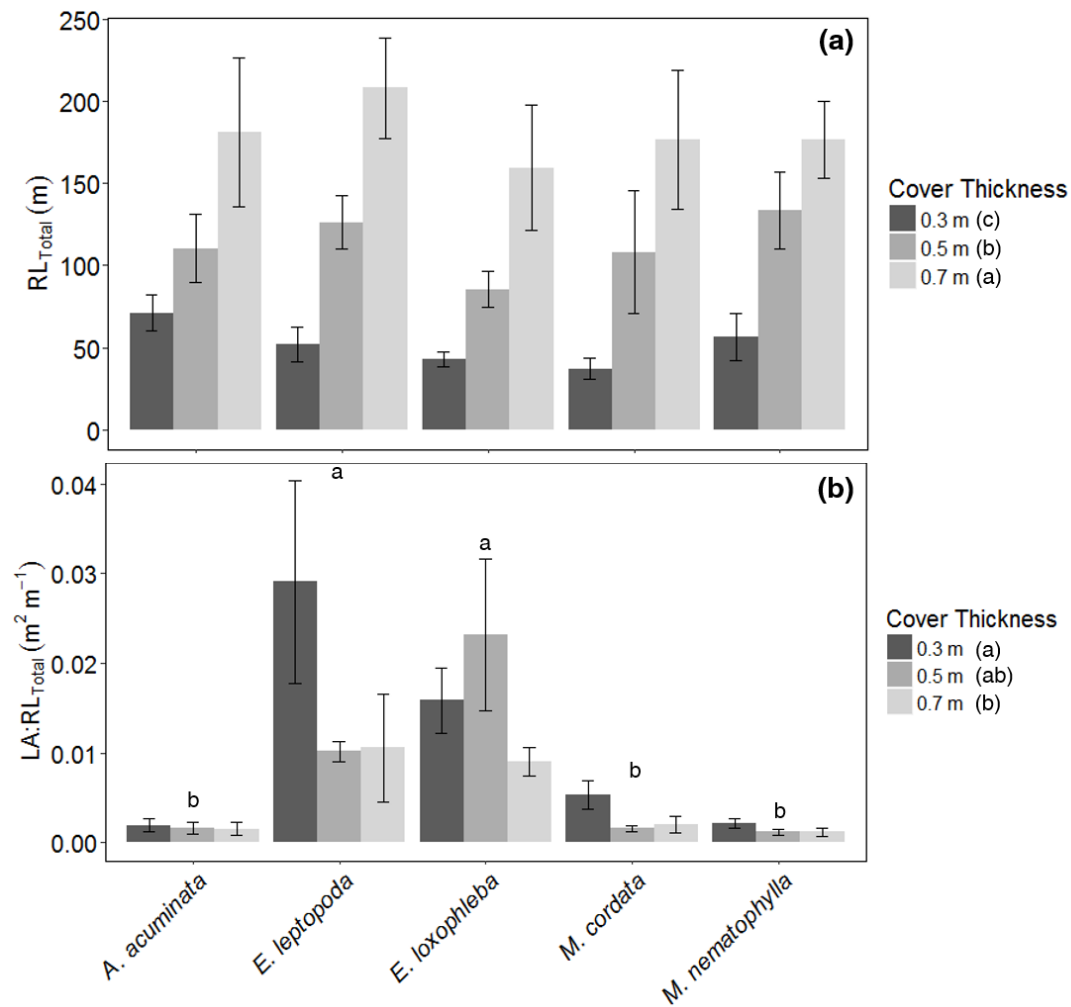 (a)
250
200
150
100
50
0
RL_Total (m)
Cover Thickness
0.3 m (c)
0.5 m (b)
0.7 m (a)
(b)
0.04
0.03
0.02
0.01
0.00
LA:RL_Total (m² m⁻¹)
a
a
b
b
b
Cover Thickness
0.3 m (a)
0.5 m (ab)
0.7 m (b)
A. acuminata
E. leptopoda
E. loxophleba
M. cordata
M. nematophylla